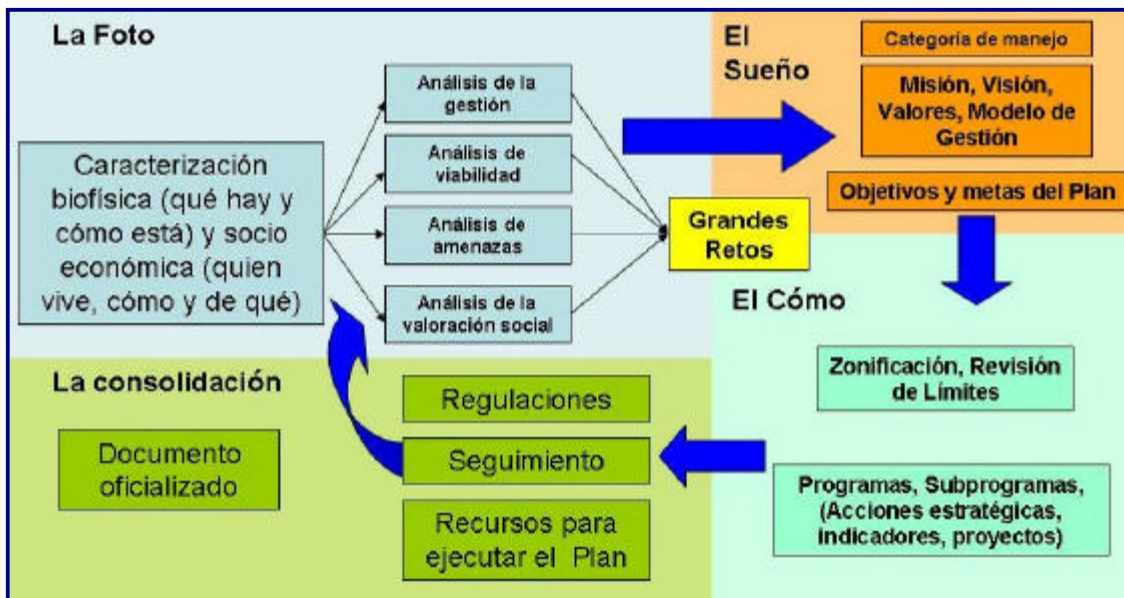 La Foto
Caracterización
biofísica (qué hay y
cómo está) y socio
económica (quien
vive, cómo y de qué)
Análisis de la
gestión
Análisis de
viabilidad
Análisis de
amenazas
Análisis de la
valoración social
Grandes
Retos
El
Sueño
Categoría de manejo
Misión, Visión,
Valores, Modelo de
Gestión
Objetivos y metas del Plan
El Cómo
Zonificación, Revisión
de Límites
Programas, Subprogramas,
(Acciones estratégicas,
indicadores, proyectos)
La consolidación
Documento
oficializado
Regulaciones
Seguimiento
Recursos para
ejecutar el Plan